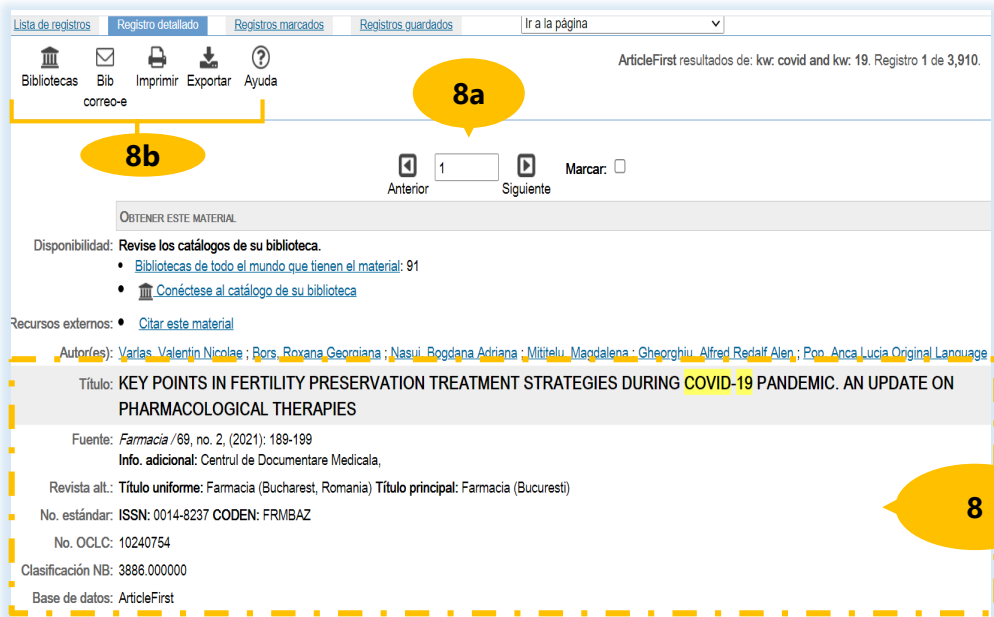 Lista de registros Registro detallado Registros marcados Registros guardados Ir a la página
Bibliotecas Bib correo-e Imprimir Exportar Ayuda
ArticleFirst resultados de: kw: covid and kw: 19. Registro 1 de 3,910.
8a
8b
1 Marcar:
Anterior Siguiente
OBTENER ESTE MATERIAL
Disponibilidad: Revise los catálogos de su biblioteca.
• Bibliotecas de todo el mundo que tienen el material: 91
• Conéctese al catálogo de su biblioteca
Recursos externos: • Citar este material
Autor(es): Varlas, Valentin Nicolae ; Bors, Roxana Georgiana ; Nasui, Bogdana Adriana ; Mititelu, Magdalena ; Gheorghiu, Alfred Redalf Alen ; Pop, Anca Lucia Original Language
Título: KEY POINTS IN FERTILITY PRESERVATION TREATMENT STRATEGIES DURING COVID-19 PANDEMIC. AN UPDATE ON
PHARMACOLOGICAL THERAPIES
Fuente: Farmacia / 69, no. 2, (2021): 189-199
Info. adicional: Centrul de Documentare Medicala,
Revista alt.: Título uniforme: Farmacia (Bucharest, Romania) Título principal: Farmacia (Bucuresti)
No. estándar: ISSN: 0014-8237 CODEN: FRMBAZ
8
No. OCLC: 10240754
Clasificación NB: 3886.000000
Base de datos: ArticleFirst